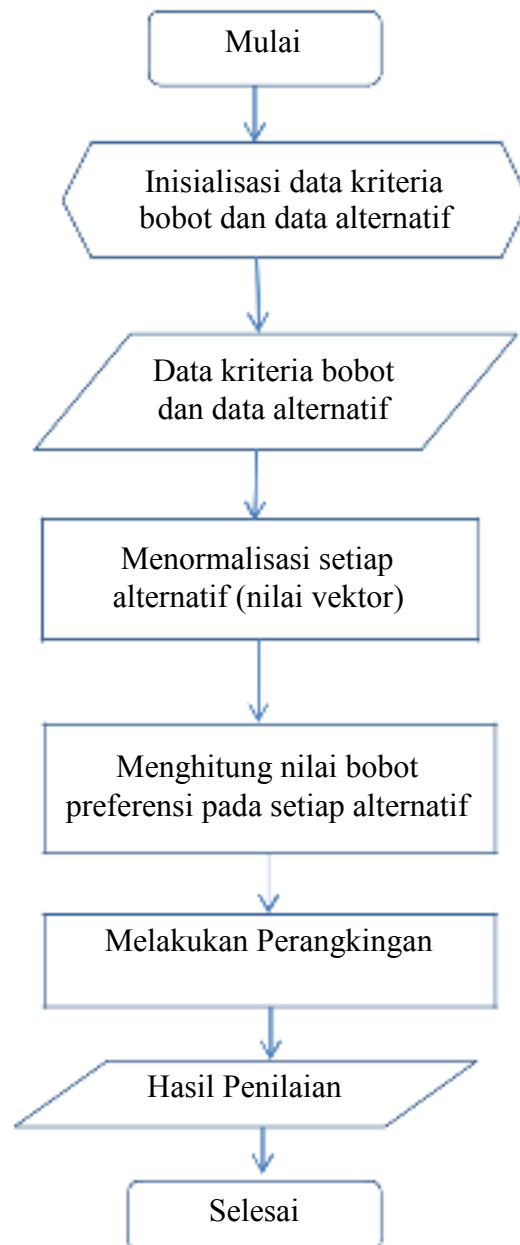 Mulai
Inisialisasi data kriteria
bobot dan data alternatif
Data kriteria bobot
dan data alternatif
Menormalisasi setiap
alternatif (nilai vektor)
Menghitung nilai bobot
preferensi pada setiap alternatif
Melakukan Perangkingan
Hasil Penilaian
Selesai